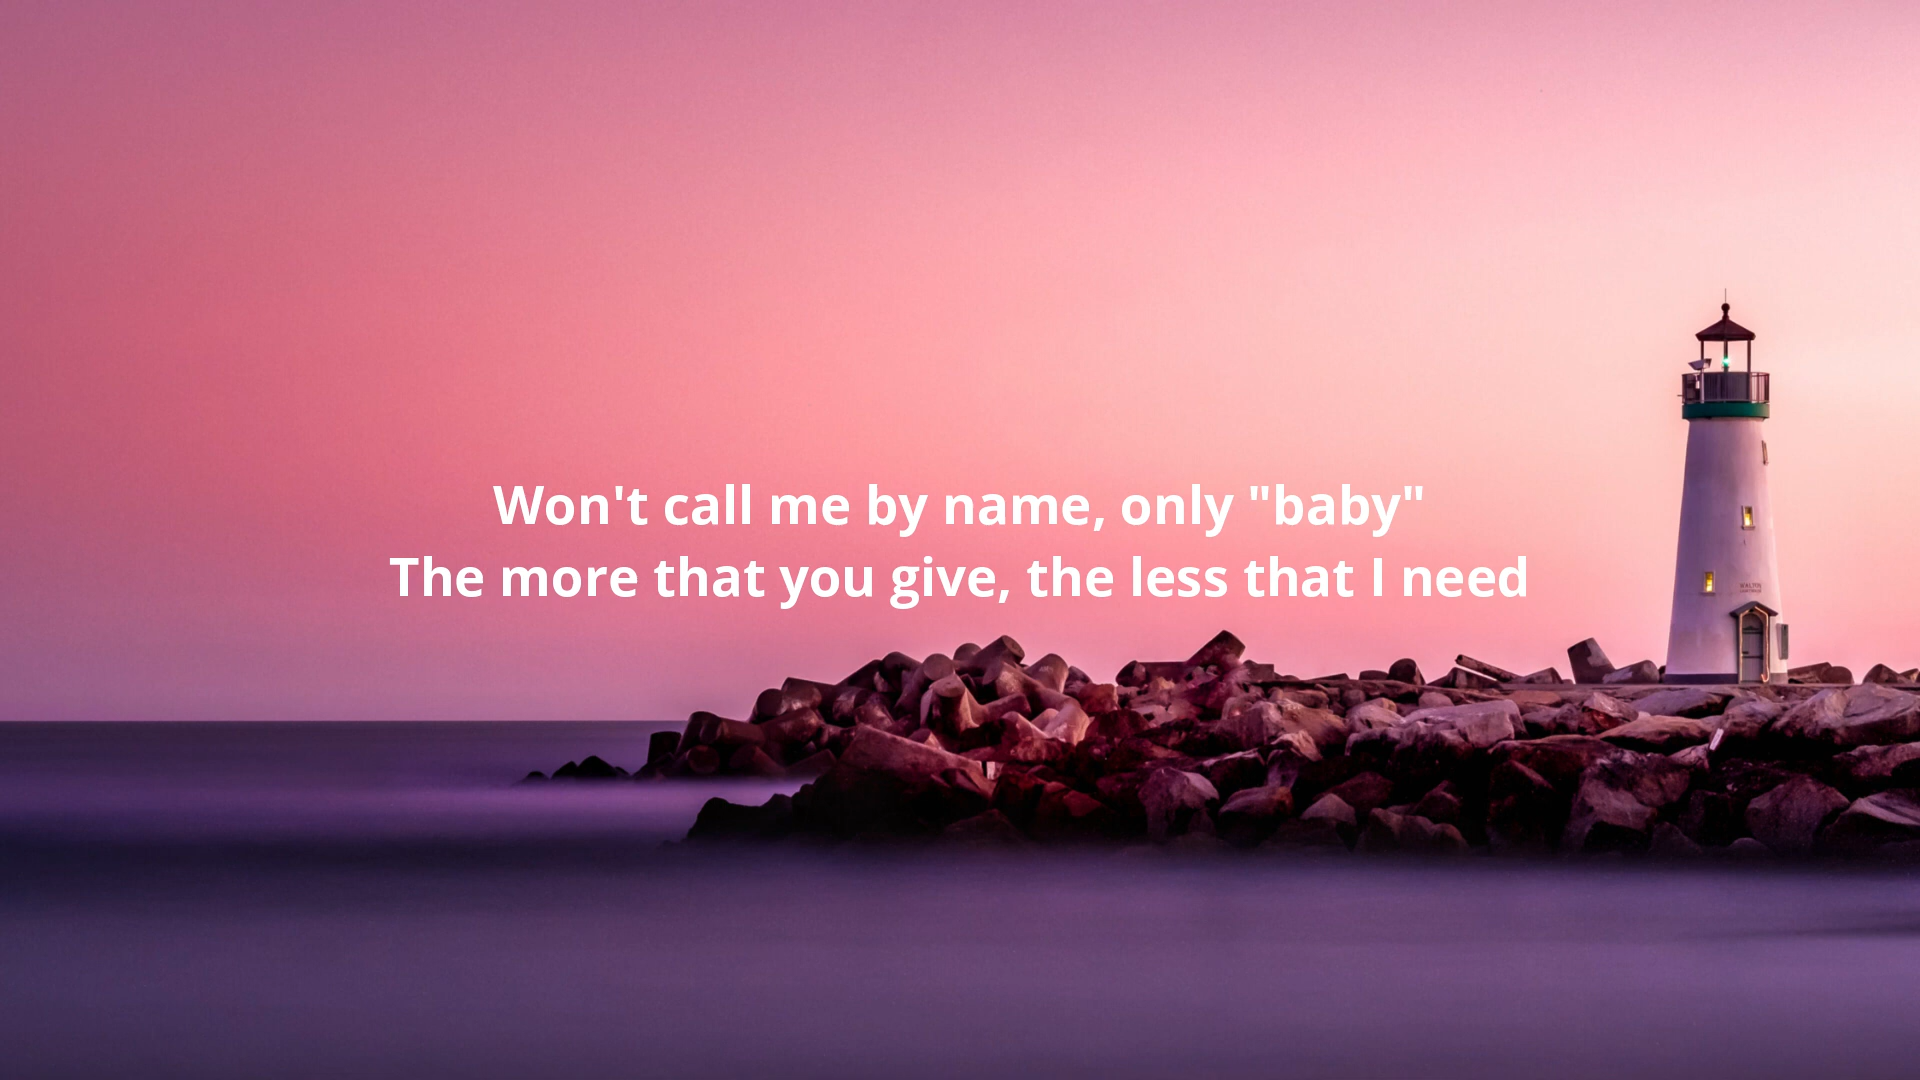 Won't call me by name, only "baby"
The more that you give, the less that I need